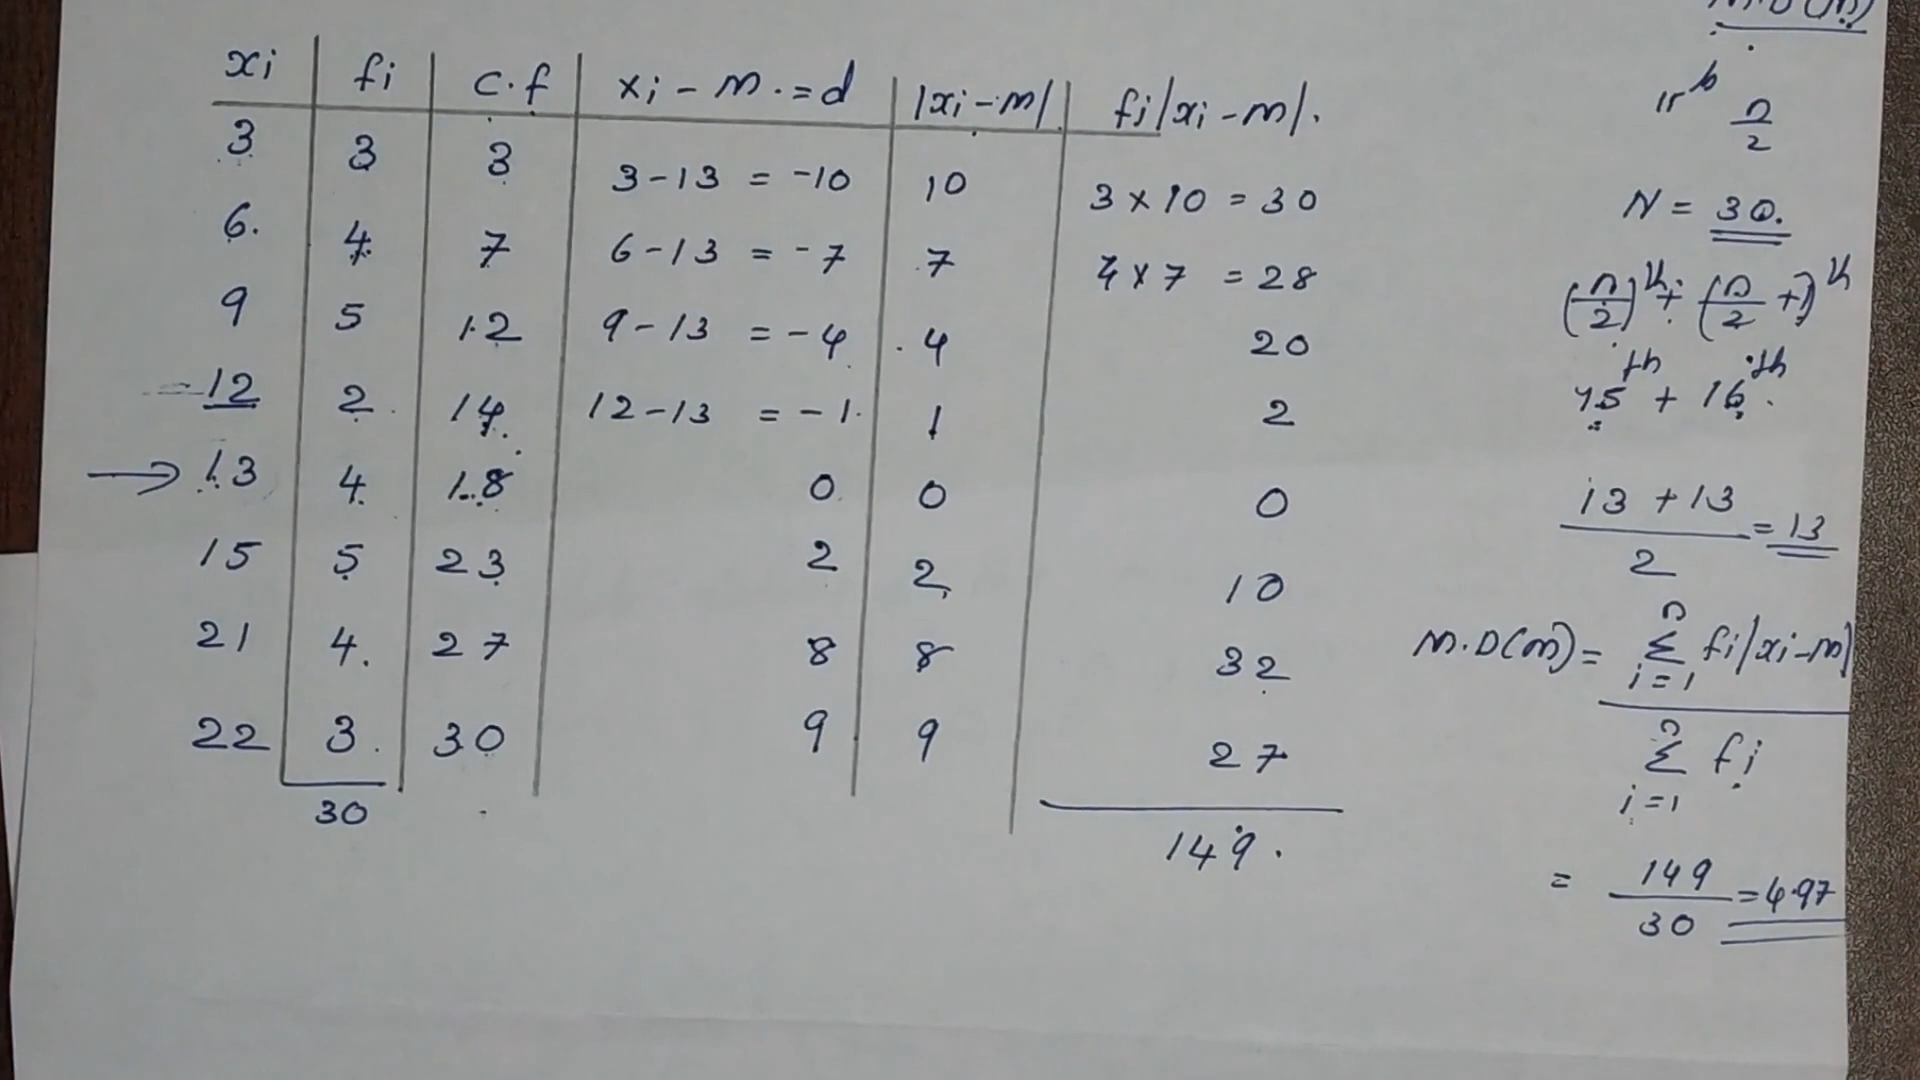 xi | fi | c.f | xi - m. = d | |xi - m| | fi|xi - m|.
3 | 3 | 3 | 3 - 13 = -10 | 10 | 3 × 10 = 30
6. | 4 | 7 | 6 - 13 = -7 | 7 | 4 × 7 = 28
9 | 5 | 12 | 9 - 13 = -4 | 4 | 20
12 | 2 | 14 | 12 - 13 = -1 | 1 | 2
→ 13 | 4 | 18 | 0 | 0 | 0
15 | 5 | 23 | 2 | 2 | 10
21 | 4. | 27 | 8 | 8 | 32
22 | 3. | 30 | 9 | 9 | 27
30 | 149.
M.D(m)
n/2
N = 30.
(n/2)th + (n/2 + 1)th
15th + 16th
(13 + 13)/2 = 13
M.D(m) = n Σ i=1 fi|xi-m|
n Σ i=1 fi
= 149/30 = 4.97